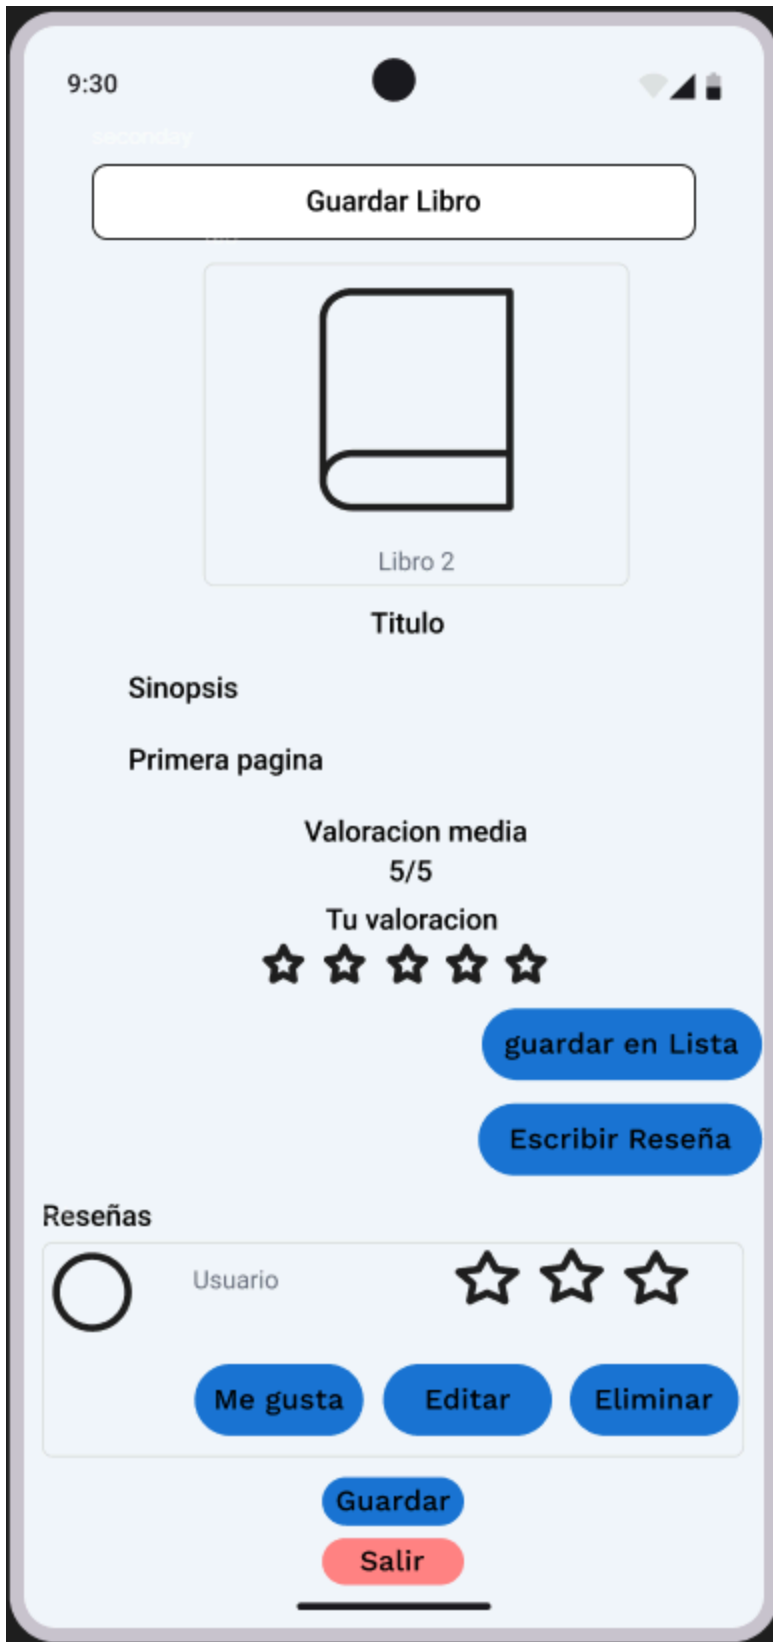 9:30
seconday
Guardar Libro
Libro 2
Titulo
Sinopsis
Primera pagina
Valoracion media
5/5
Tu valoracion
guardar en Lista
Escribir Reseña
Reseñas
Usuario
Me gusta Editar Eliminar
Guardar
Salir